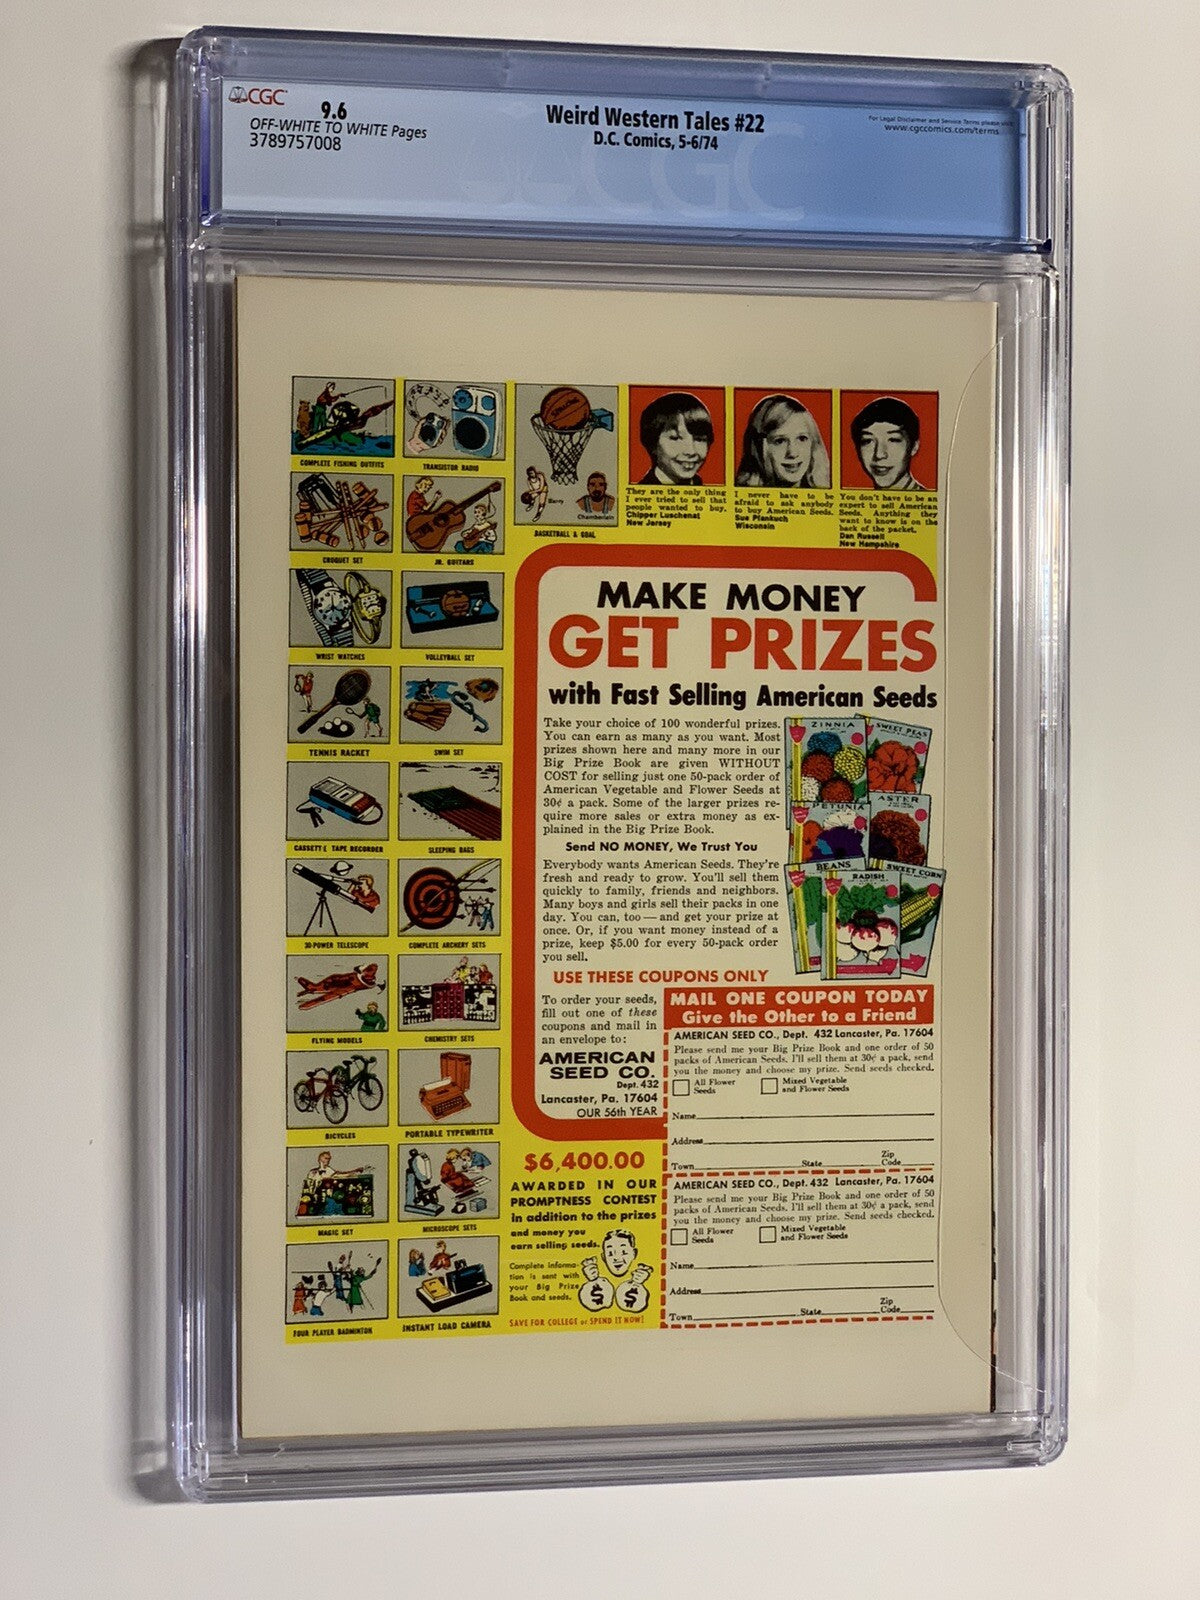 CGC
9.6
OFF-WHITE TO WHITE Pages
3789757008
Weird Western Tales #22
D.C. Comics, 5-6/74
For Legal Disclaimer and Service Terms please visit:
www.cgccomics.com/terms
CGC
COMPLETE FISHING OUTFITS
TRANSISTOR RADIO
CROQUET SET
JR. GUITARS
Barry
Chamberlain
BASKETBALL & GOAL
WRIST WATCHES
VOLLEYBALL SET
TENNIS RACKET
SWIM SET
CASSETTE TAPE RECORDER
SLEEPING BAGS
30-POWER TELESCOPE
COMPLETE ARCHERY SETS
FLYING MODELS
CHEMISTRY SETS
BICYCLES
PORTABLE TYPEWRITER
MAGIC SET
MICROSCOPE SETS
FOUR PLAYER BADMINTON
INSTANT LOAD CAMERA
They are the only thing
I ever tried to sell that
people wanted to buy.
Chipper Luschenat
New Jersey
I never have to be
afraid to ask anybody
to buy American Seeds.
Sue Pfankuch
Wisconsin
You don't have to be an
expert to sell American
Seeds. Anything they
want to know is on the
back of the packet.
Dan Russell
New Hampshire
MAKE MONEY
GET PRIZES
with Fast Selling American Seeds
Take your choice of 100 wonderful prizes.
You can earn as many as you want. Most
prizes shown here and many more in our
Big Prize Book are given WITHOUT
COST for selling just one 50-pack order of
American Vegetable and Flower Seeds at
30¢ a pack. Some of the larger prizes re-
quire more sales or extra money as ex-
plained in the Big Prize Book.
Send NO MONEY, We Trust You
Everybody wants American Seeds. They're
fresh and ready to grow. You'll sell them
quickly to family, friends and neighbors.
Many boys and girls sell their packs in one
day. You can, too — and get your prize at
once. Or, if you want money instead of a
prize, keep $5.00 for every 50-pack order
you sell.
ZINNIA
SWEET PEAS
PETUNIA
ASTER
BEANS
RADISH
SWEET CORN
USE THESE COUPONS ONLY
To order your seeds,
fill out one of these
coupons and mail in
an envelope to:
AMERICAN
SEED CO.
Dept. 432
Lancaster, Pa. 17604
OUR 56th YEAR
MAIL ONE COUPON TODAY
Give the Other to a Friend
AMERICAN SEED CO., Dept. 432 Lancaster, Pa. 17604
Please send me your Big Prize Book and one order of 50
packs of American Seeds. I'll sell them at 30¢ a pack, send
you the money and choose my prize. Send seeds checked.
All Flower
Seeds
Mixed Vegetable
and Flower Seeds
Name
Address
Town State Zip Code
AMERICAN SEED CO., Dept. 432 Lancaster, Pa. 17604
Please send me your Big Prize Book and one order of 50
packs of American Seeds. I'll sell them at 30¢ a pack, send
you the money and choose my prize. Send seeds checked.
All Flower
Seeds
Mixed Vegetable
and Flower Seeds
Name
Address
Town State Zip Code
$6,400.00
AWARDED IN OUR
PROMPTNESS CONTEST
In addition to the prizes
and money you
earn selling seeds.
Complete informa-
tion is sent with
your Big Prize
Book and seeds.
$ $
SAVE FOR COLLEGE or SPEND IT NOW!